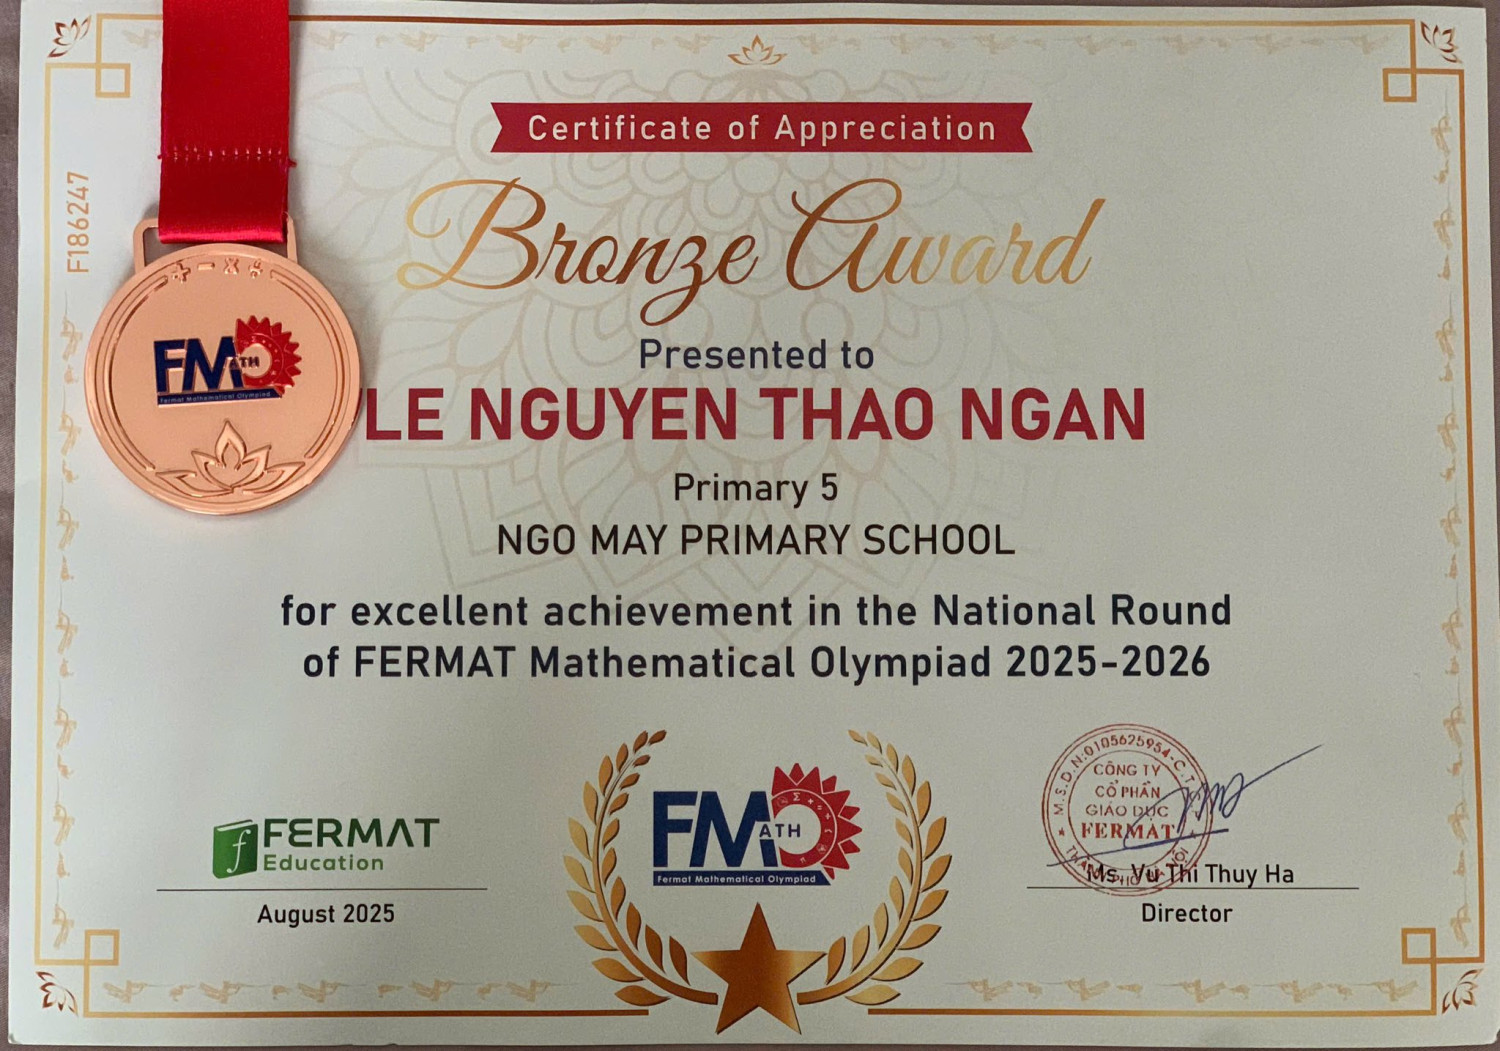 Certificate of Appreciation
F186247
Bronze Award
+ - x ÷
FMATH
Fermat Mathematical Olympiad
Presented to
LE NGUYEN THAO NGAN
Primary 5
NGO MAY PRIMARY SCHOOL
for excellent achievement in the National Round
of FERMAT Mathematical Olympiad 2025-2026
FMATH
Fermat Mathematical Olympiad
f FERMAT
Education
August 2025
M.S.D.N:0105625954-C.T
CÔNG TY
CỔ PHẦN
GIÁO DỤC
FERMAT
Ms. Vu Thi Thuy Ha
Director